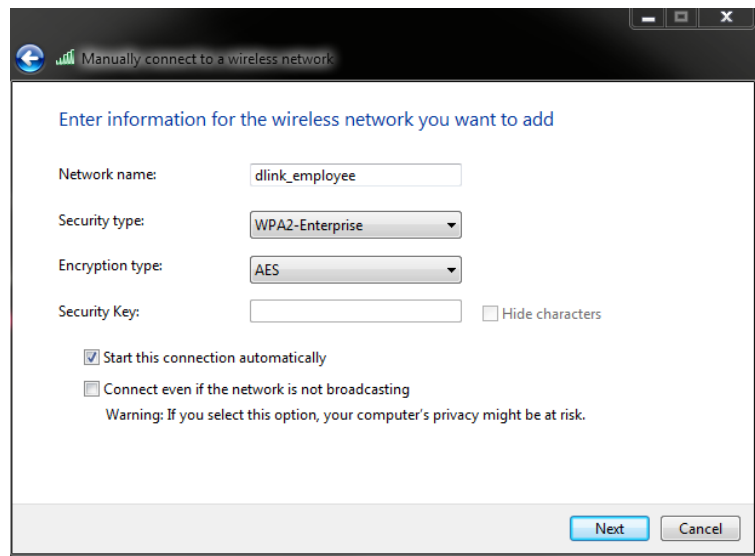 Manually connect to a wireless network
Enter information for the wireless network you want to add
Network name: dlink_employee
Security type: WPA2-Enterprise
Encryption type: AES
Security Key: Hide characters
Start this connection automatically
Connect even if the network is not broadcasting
Warning: If you select this option, your computer's privacy might be at risk.
Next Cancel